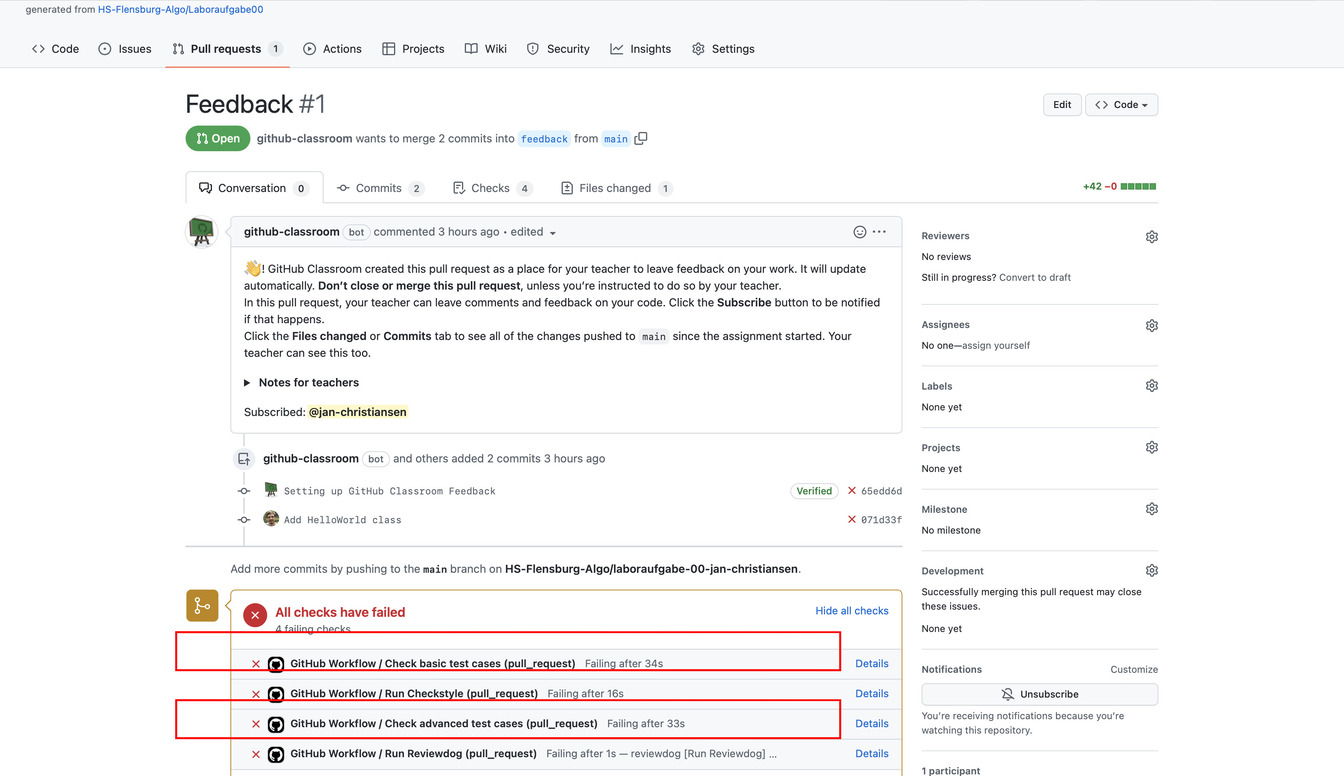 generated from HS-Flensburg-Algo/Laboraufgabe00
Code Issues Pull requests 1 Actions Projects Wiki Security Insights Settings
Feedback #1
Edit Code
Open github-classroom wants to merge 2 commits into feedback from main
Conversation 0 Commits 2 Checks 4 Files changed 1
+42 −0
github-classroom bot commented 3 hours ago • edited
👋! GitHub Classroom created this pull request as a place for your teacher to leave feedback on your work. It will update
automatically. Don’t close or merge this pull request, unless you’re instructed to do so by your teacher.
In this pull request, your teacher can leave comments and feedback on your code. Click the Subscribe button to be notified
if that happens.
Click the Files changed or Commits tab to see all of the changes pushed to main since the assignment started. Your
teacher can see this too.
Notes for teachers
Subscribed: @jan-christiansen
github-classroom bot and others added 2 commits 3 hours ago
Setting up GitHub Classroom Feedback Verified 65edd6d
Add HelloWorld class 071d33f
Add more commits by pushing to the main branch on HS-Flensburg-Algo/laboraufgabe-00-jan-christiansen.
All checks have failed
Hide all checks
4 failing checks
GitHub Workflow / Check basic test cases (pull_request) Failing after 34s Details
GitHub Workflow / Run Checkstyle (pull_request) Failing after 16s Details
GitHub Workflow / Check advanced test cases (pull_request) Failing after 33s Details
GitHub Workflow / Run Reviewdog (pull_request) Failing after 1s — reviewdog [Run Reviewdog] ... Details
Reviewers
No reviews
Still in progress? Convert to draft
Assignees
No one—assign yourself
Labels
None yet
Projects
None yet
Milestone
No milestone
Development
Successfully merging this pull request may close
these issues.
None yet
Notifications Customize
Unsubscribe
You’re receiving notifications because you’re
watching this repository.
1 participant